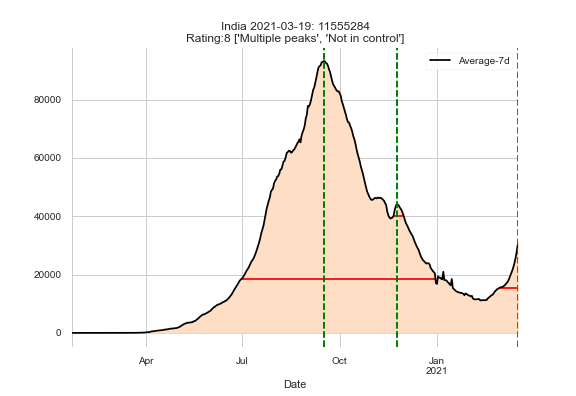 India 2021-03-19: 11555284
Rating:8 ['Multiple peaks', 'Not in control']
Average-7d
80000
60000
40000
20000
0
Apr
Jul
Oct
Jan
2021
Date